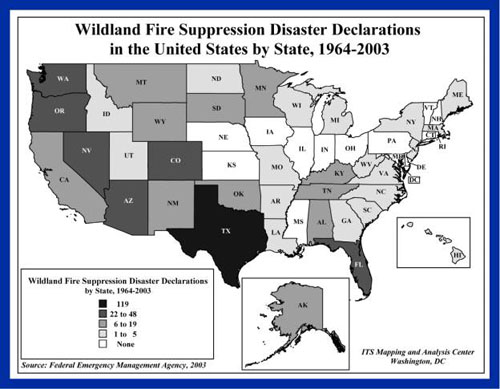 Wildland Fire Suppression Disaster Declarations
in the United States by State, 1964-2003
WA
MT
ND
MN
ME
OR
ID
SD
WI
MI
NY
VT
NH
MA
CT
RI
WY
NE
IA
IL
IN
OH
PA
NV
UT
CO
KS
MO
KY
WV
VA
MD
DE
DC
CA
AZ
NM
OK
AR
TN
NC
SC
TX
LA
MS
AL
GA
FL
HI
AK
Wildland Fire Suppression Disaster Declarations
by State, 1964-2003
119
22 to 48
6 to 19
1 to 5
None
Source: Federal Emergency Management Agency, 2003
ITS Mapping and Analysis Center
Washington, DC